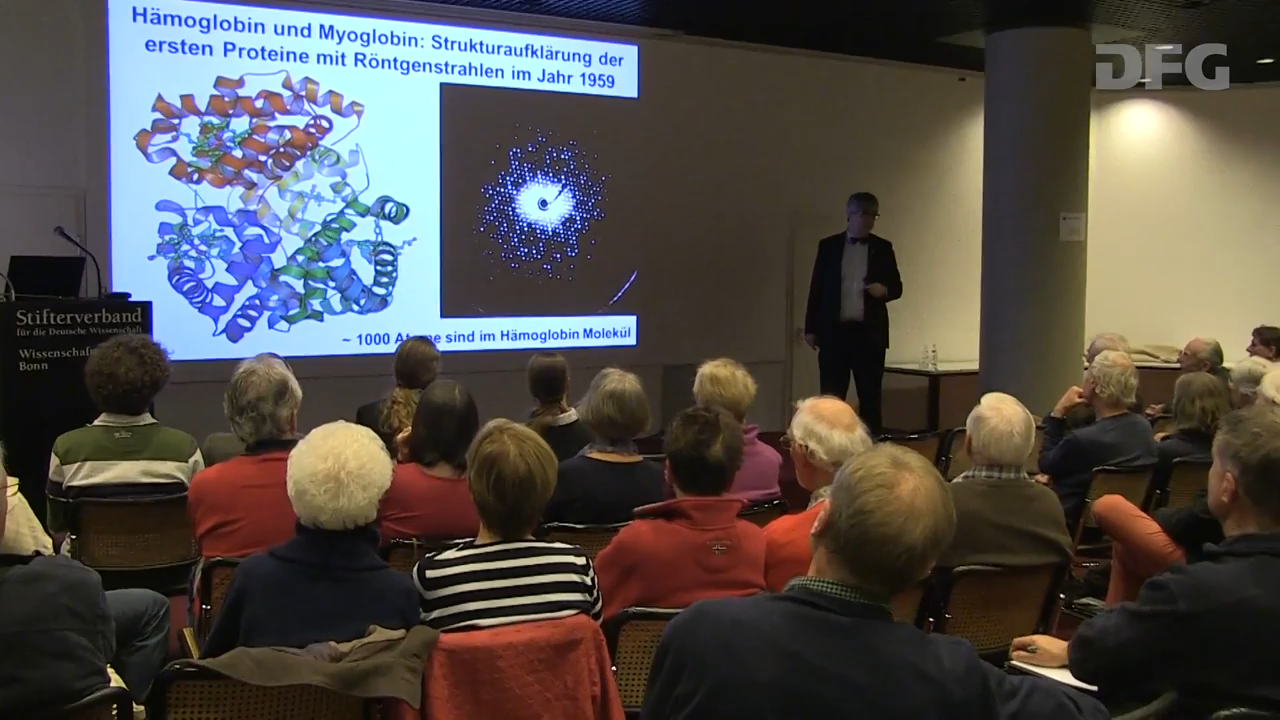 Hämoglobin und Myoglobin: Strukturaufklärung der
ersten Proteine mit Röntgenstrahlen im Jahr 1959
DFG
~ 1000 Atome sind im Hämoglobin Molekül
Stifterverband
für die Deutsche Wissenschaft
Wissenschafts
Bonn